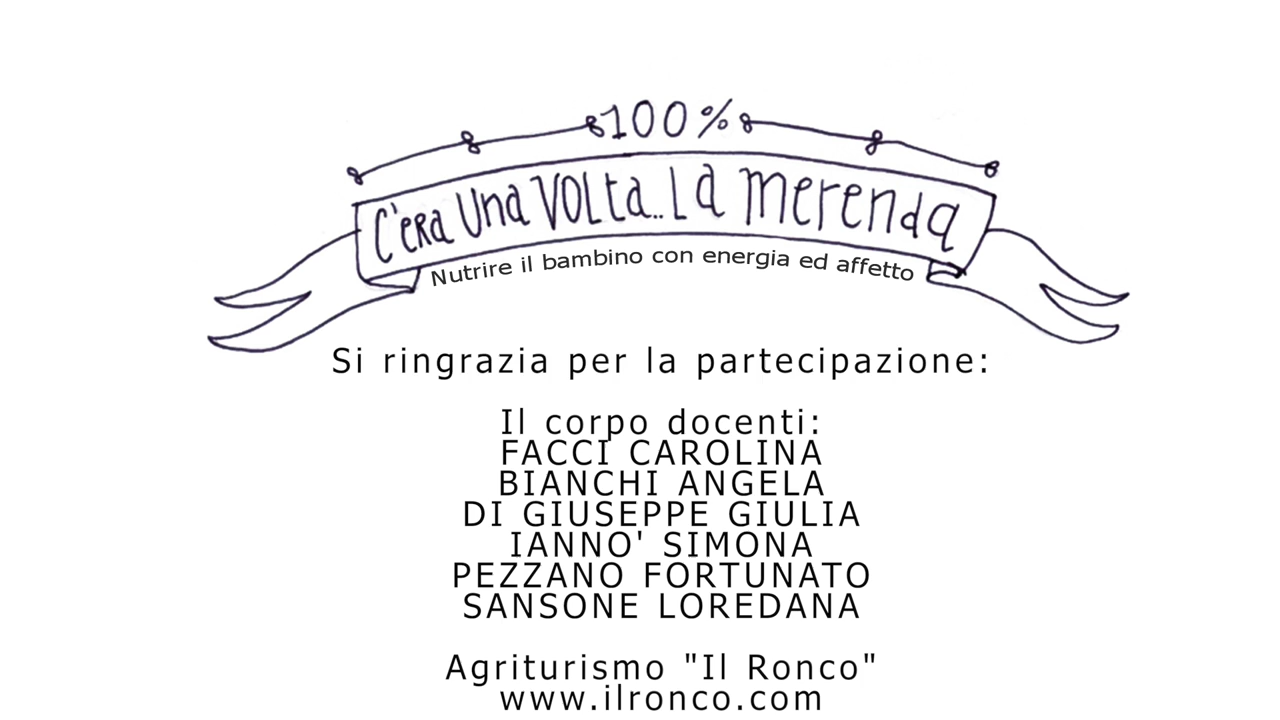 100%
C'era Una VOLta.. La merenda
Nutrire il bambino con energia ed affetto
Si ringrazia per la partecipazione:
Il corpo docenti:
FACCI CAROLINA
BIANCHI ANGELA
DI GIUSEPPE GIULIA
IANNO' SIMONA
PEZZANO FORTUNATO
SANSONE LOREDANA
Agriturismo "Il Ronco"
www.ilronco.com